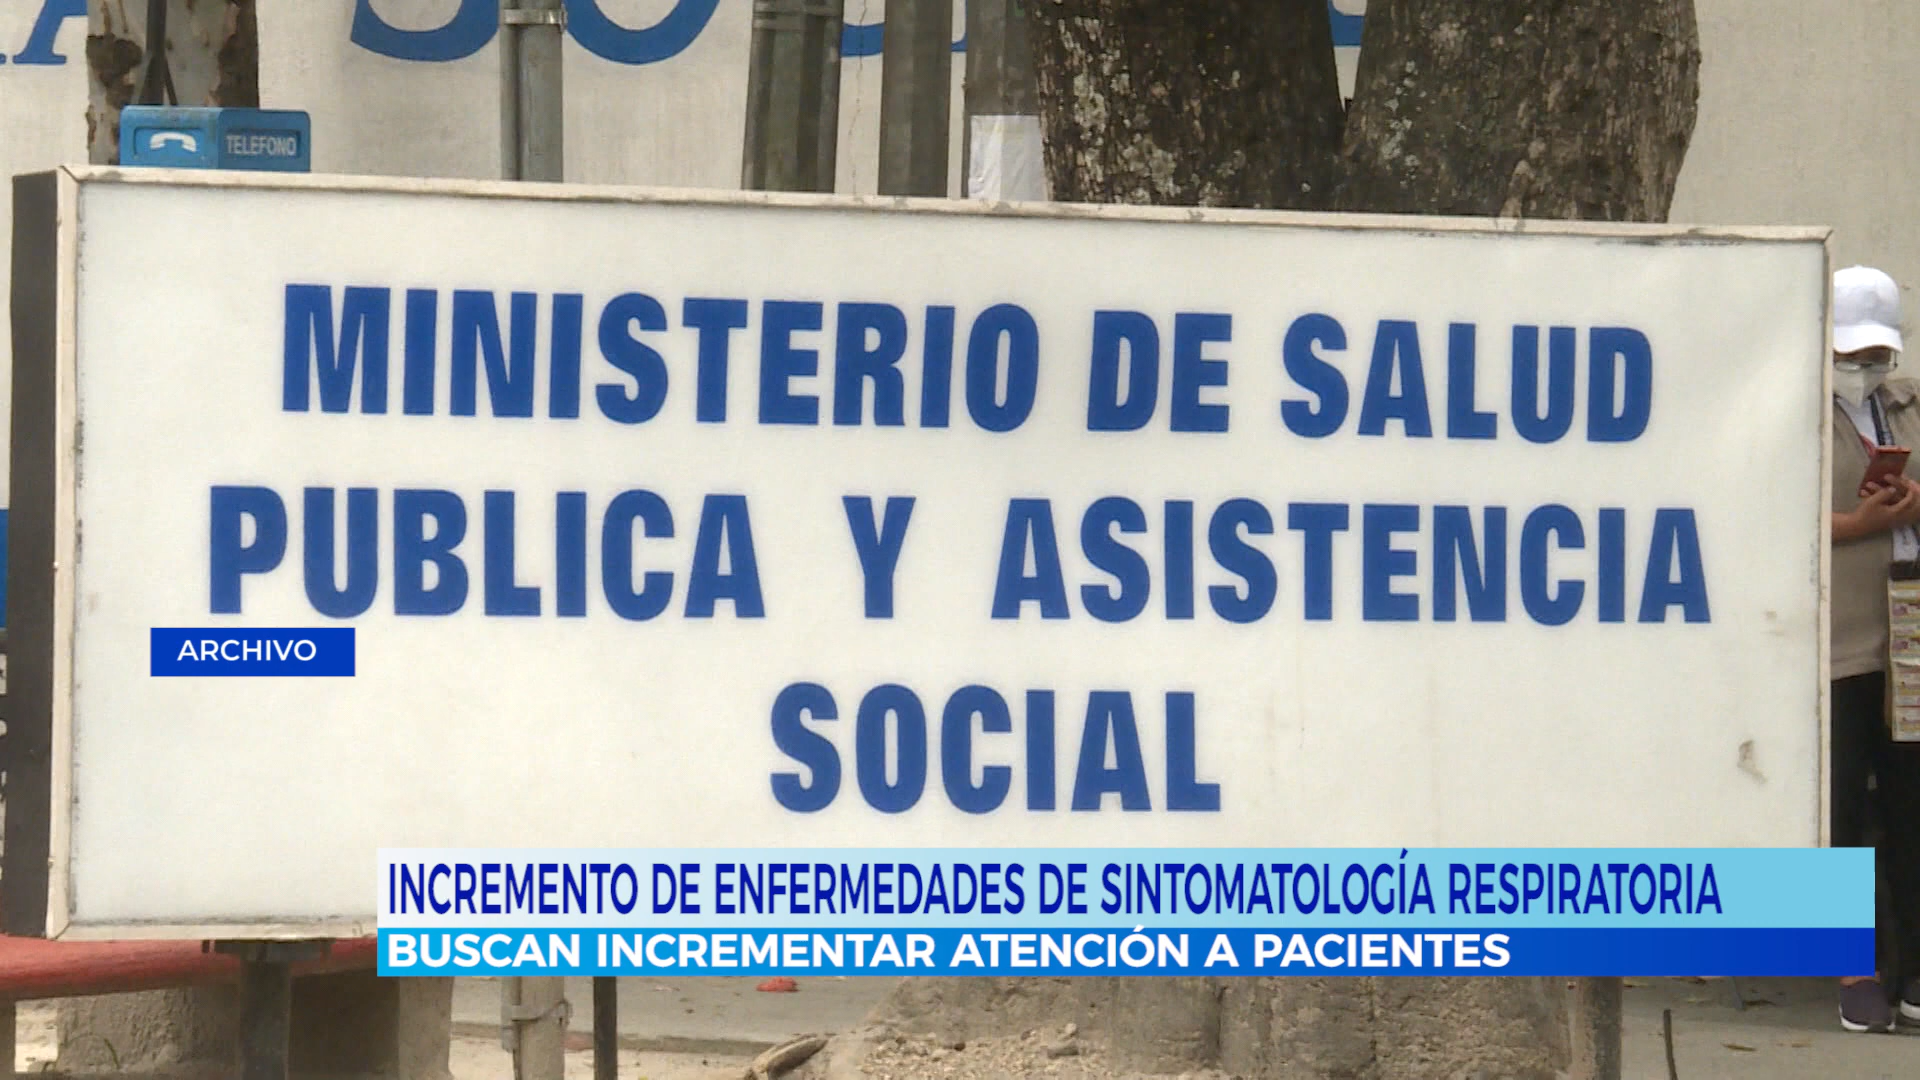 TELEFONO
MINISTERIO DE SALUD
PUBLICA Y ASISTENCIA
SOCIAL
ARCHIVO
INCREMENTO DE ENFERMEDADES DE SINTOMATOLOGÍA RESPIRATORIA
BUSCAN INCREMENTAR ATENCIÓN A PACIENTES